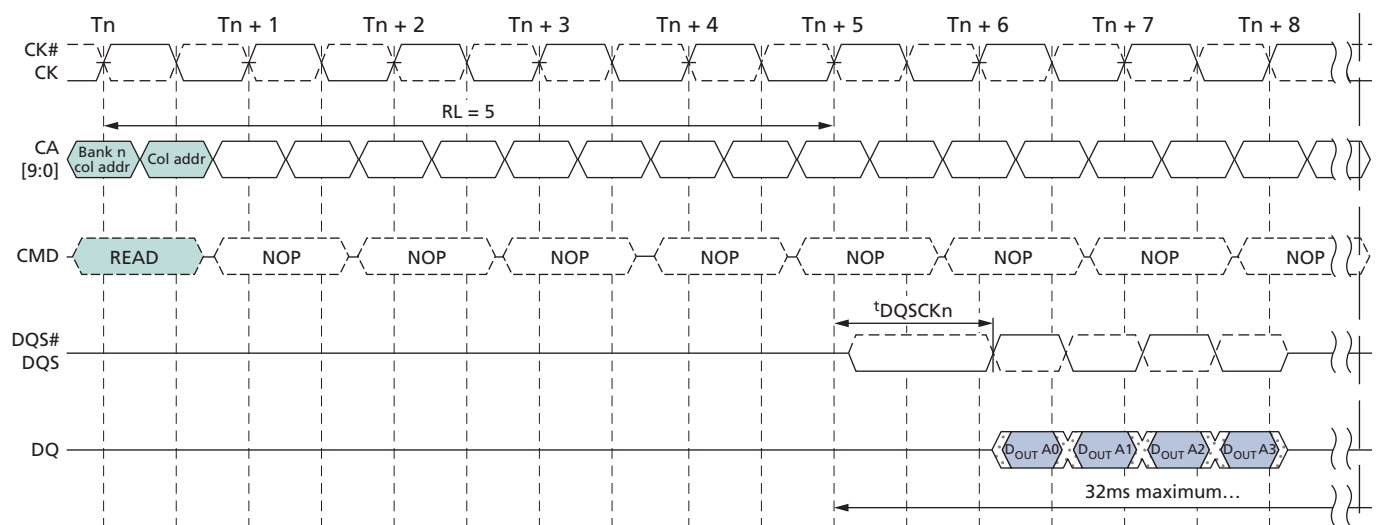 Tn Tn + 1 Tn + 2 Tn + 3 Tn + 4 Tn + 5 Tn + 6 Tn + 7 Tn + 8
CK#
CK
RL = 5
CA
[9:0]
Bank n
col addr
Col addr
CMD READ NOP NOP NOP NOP NOP NOP NOP NOP
tDQSCKn
DQS#
DQS
DQ DOUT A0 DOUT A1 DOUT A2 DOUT A3
32ms maximum…